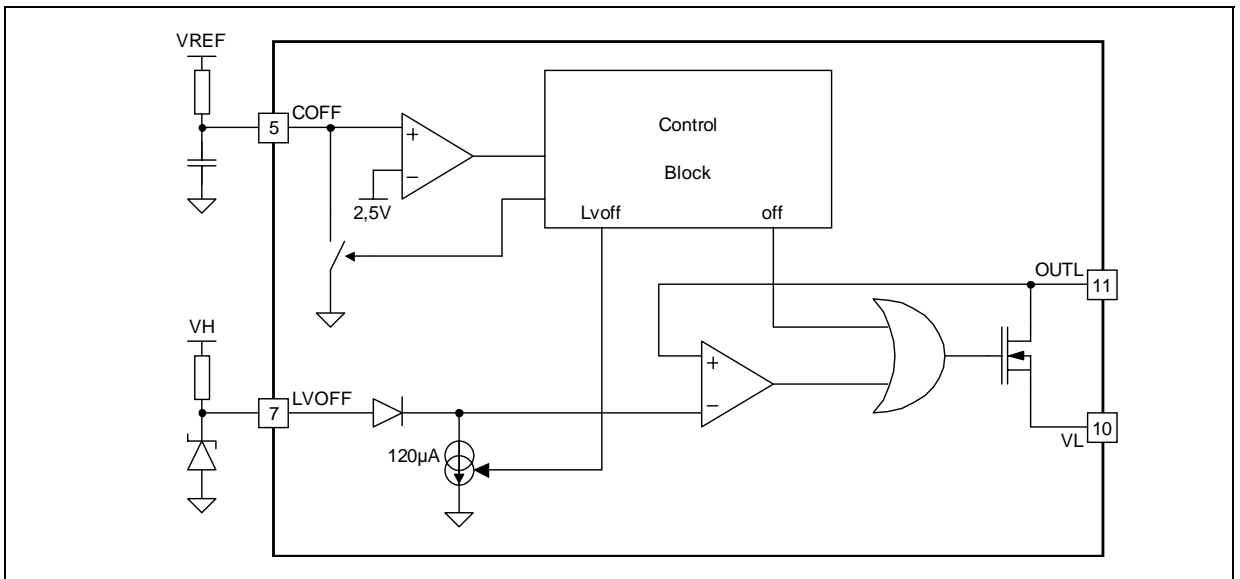 VREF
5
COFF
+
−
2,5V
Control
Block
Lvoff
off
OUTL
11
VH
7
LVOFF
+
−
120µA
10
VL